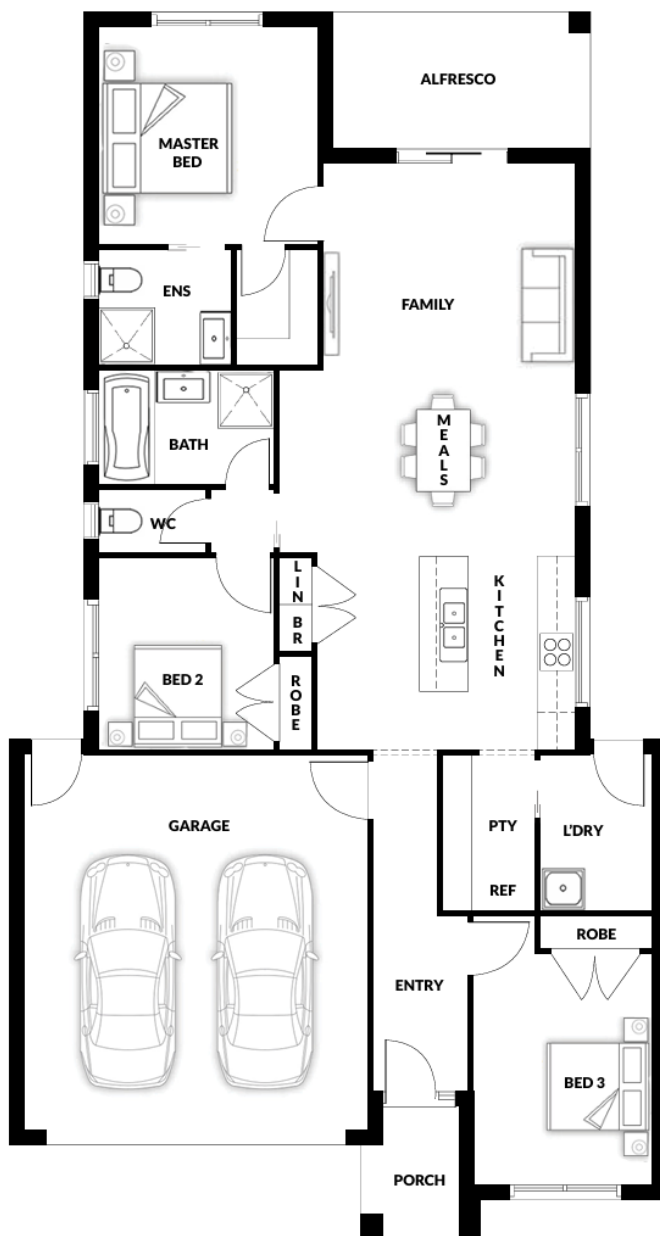 ALFRESCO
MASTER
BED
ENS
FAMILY
BATH
MEALS
WC
LIN
BR
KITCHEN
BED 2
ROBE
GARAGE
PTY
L'DRY
REF
ROBE
ENTRY
BED 3
PORCH